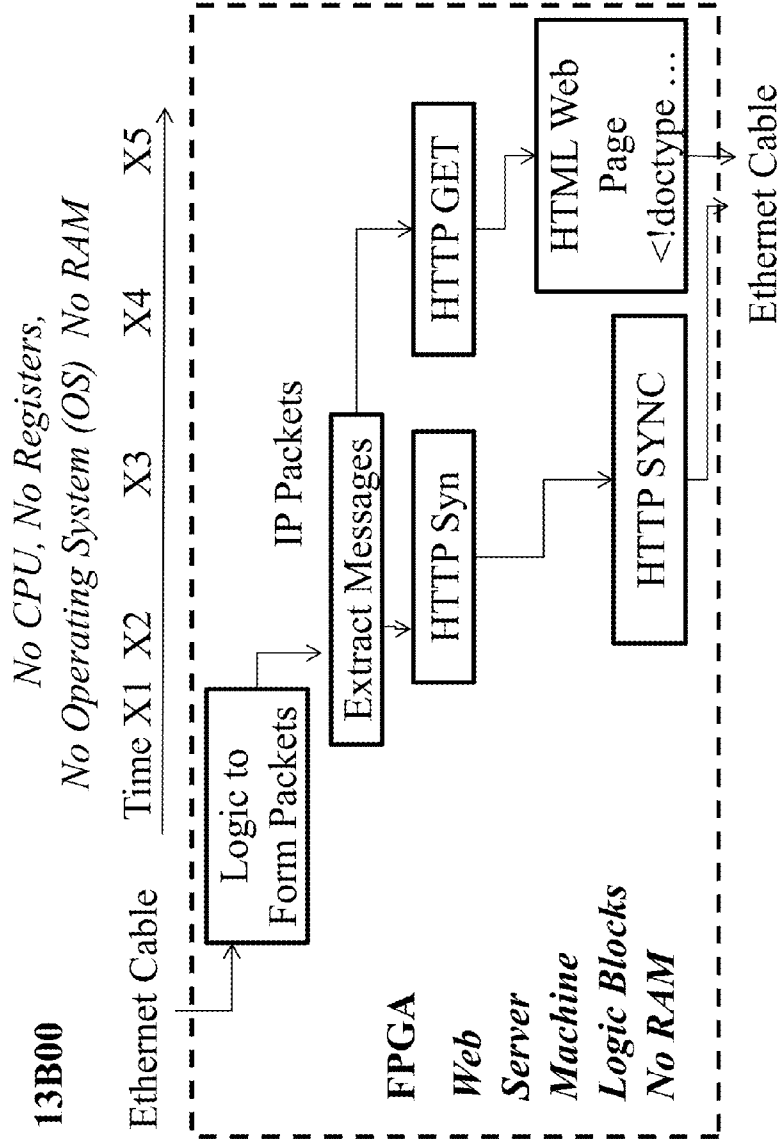 13B00
No CPU, No Registers,
No Operating System (OS) No RAM
Ethernet Cable
Time X1 X2 X3 X4 X5
Logic to
Form Packets
IP Packets
Extract Messages
HTTP Syn
HTTP GET
HTTP SYNC
HTML Web
Page
<!doctype ...
FPGA
Web
Server
Machine
Logic Blocks
No RAM
Ethernet Cable